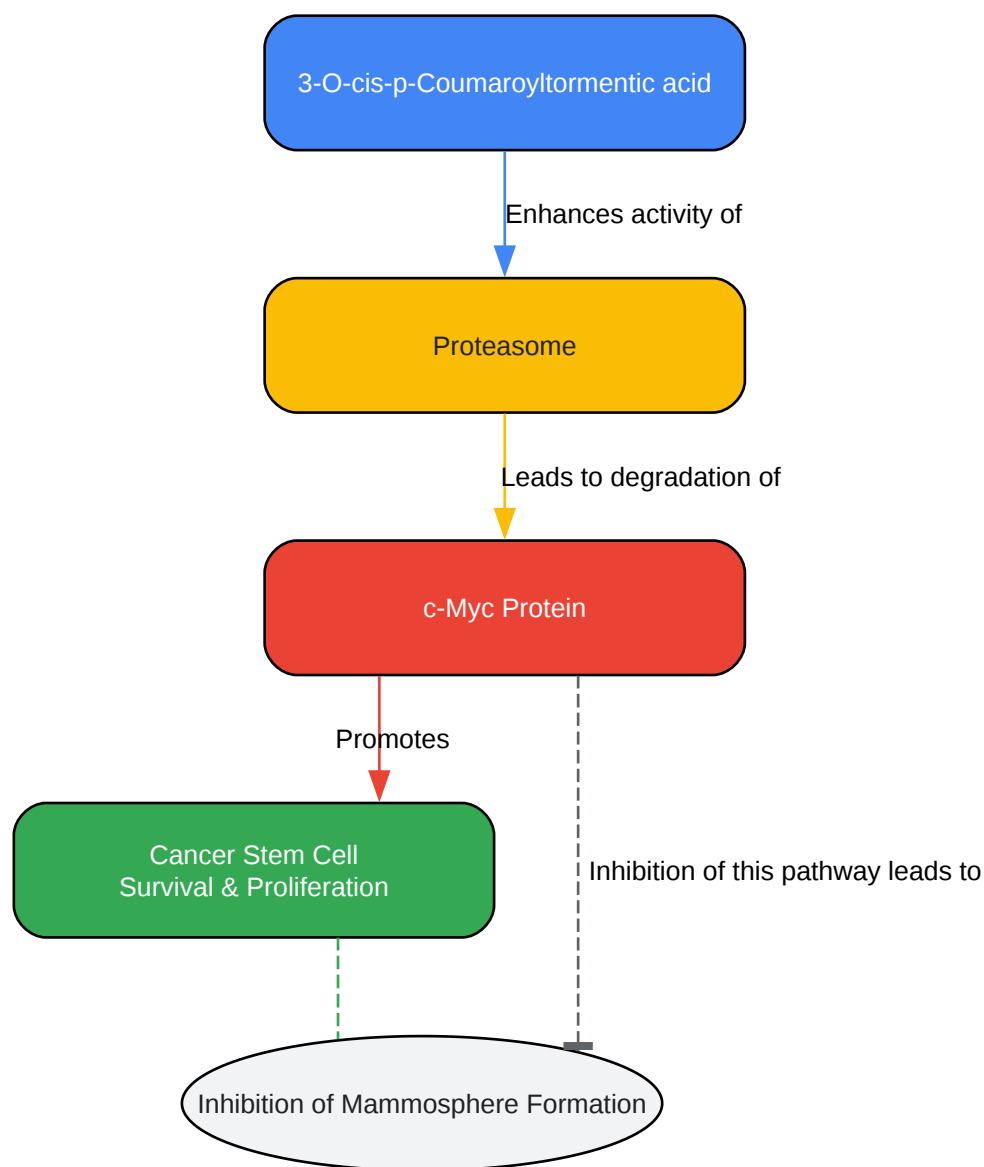 3-O-cis-p-Coumaroyltormentic acid
Enhances activity of
Proteasome
Leads to degradation of
c-Myc Protein
Promotes
Cancer Stem Cell
Survival & Proliferation
Inhibition of this pathway leads to
Inhibition of Mammosphere Formation